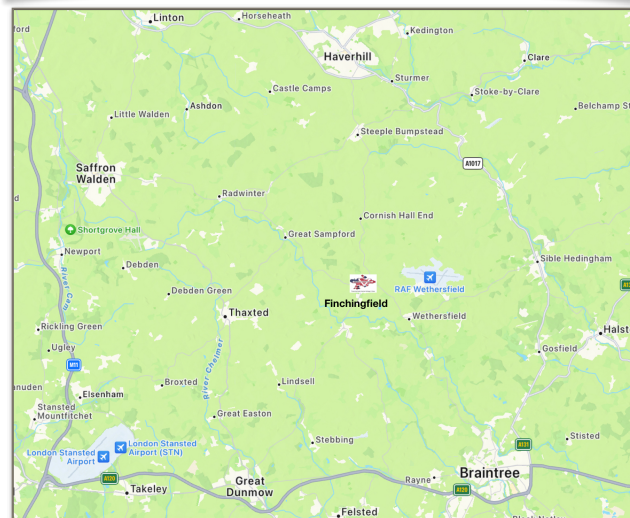 ford
Linton
Horseheath
Kedington
Haverhill
Clare
Sturmer
Castle Camps
Stoke-by-Clare
Ashdon
Little Walden
Belchamp St
Steeple Bumpstead
A1017
Saffron
Walden
d
Radwinter
Cornish Hall End
Shortgrove Hall
Great Sampford
Newport
Debden
Sible Hedingham
River Cam
RAF Wethersfield
Debden Green
Finchingfield
Thaxted
Wethersfield
Rickling Green
Halst
Ugley
Gosfield
M11
River Chelmer
Lindsell
Broxted
anuden
Elsenham
Stansted
Mountfitchet
Great Easton
Stebbing
Stisted
A131
London Stansted
Airport (STN)
London Stansted
Airport
Braintree
Rayne
A120
Great
Dunmow
Takeley
A120
Felsted